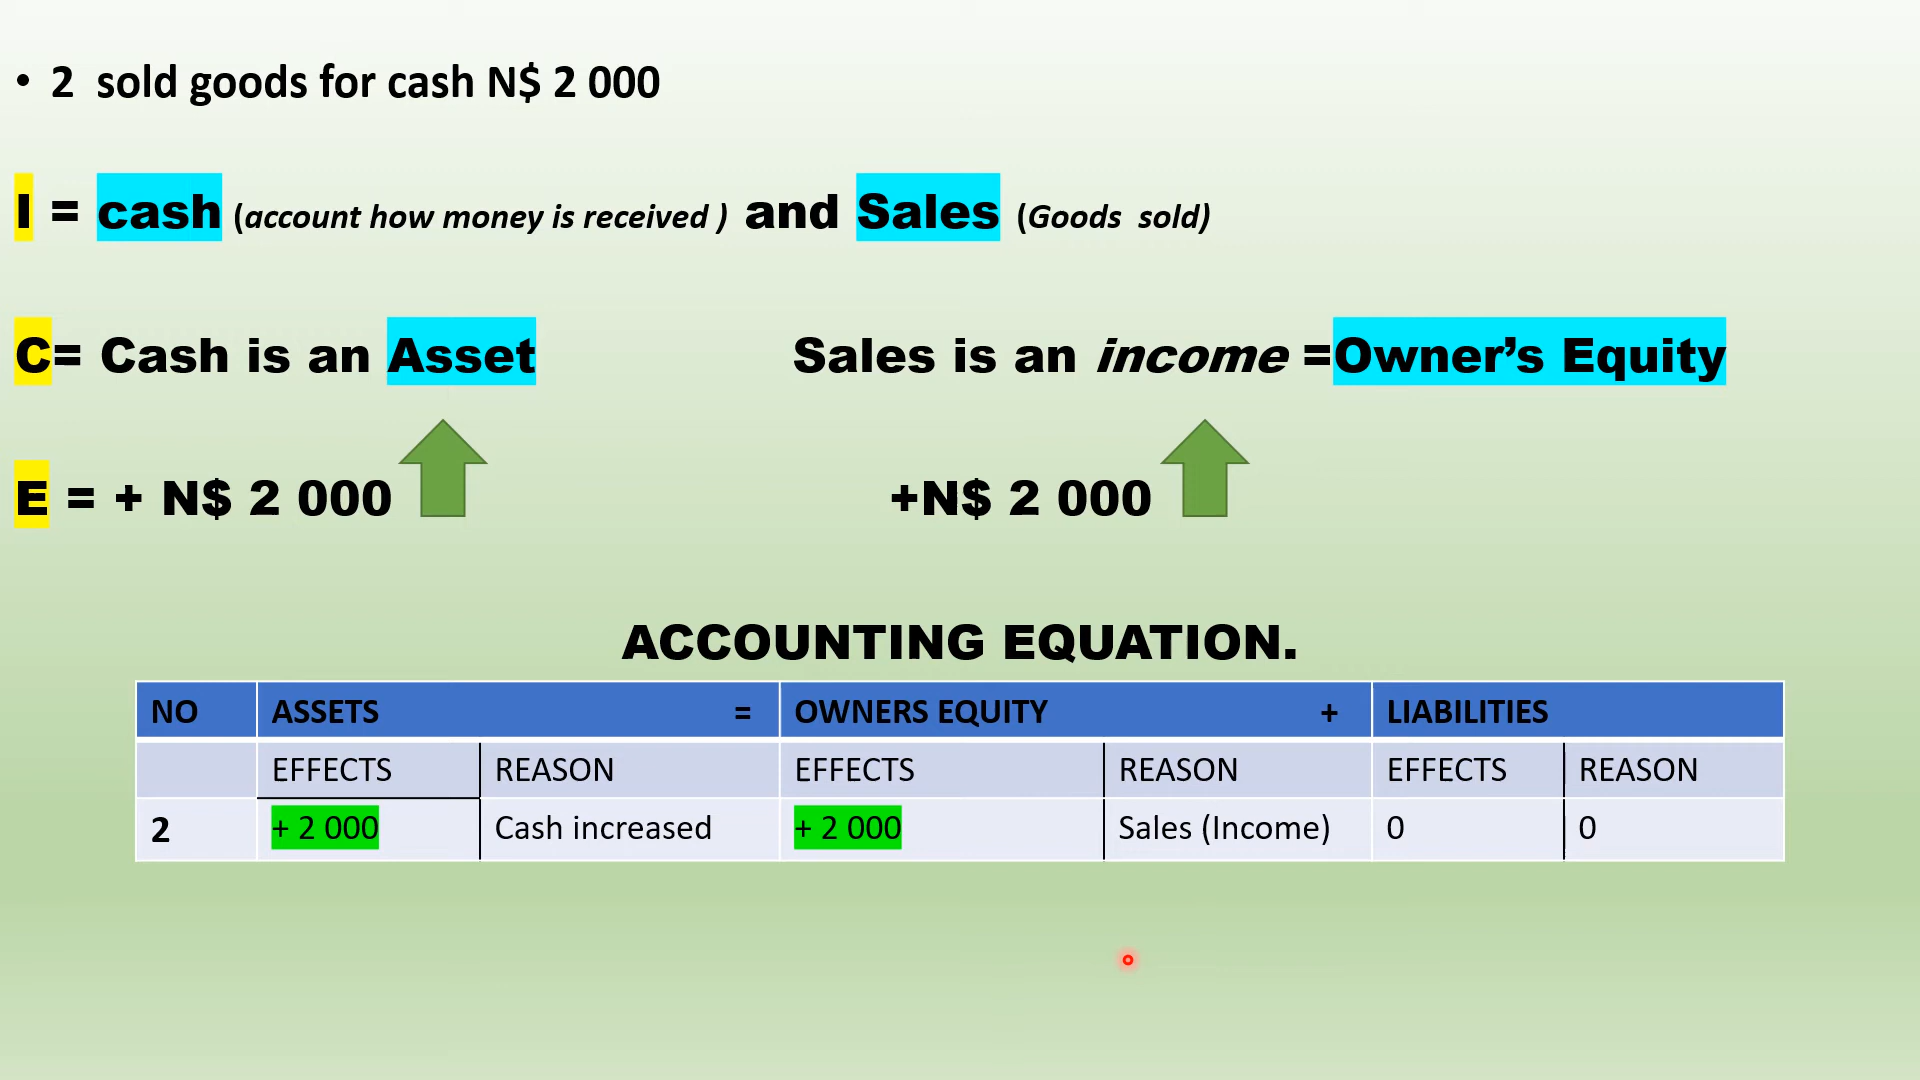 • 2 sold goods for cash N$ 2 000
I = cash (account how money is received ) and Sales (Goods sold)
C= Cash is an Asset Sales is an income =Owner’s Equity
E = + N$ 2 000 +N$ 2 000
ACCOUNTING EQUATION.
NO ASSETS = OWNERS EQUITY + LIABILITIES
EFFECTS REASON EFFECTS REASON EFFECTS REASON
2 + 2 000 Cash increased + 2 000 Sales (Income) 0 0